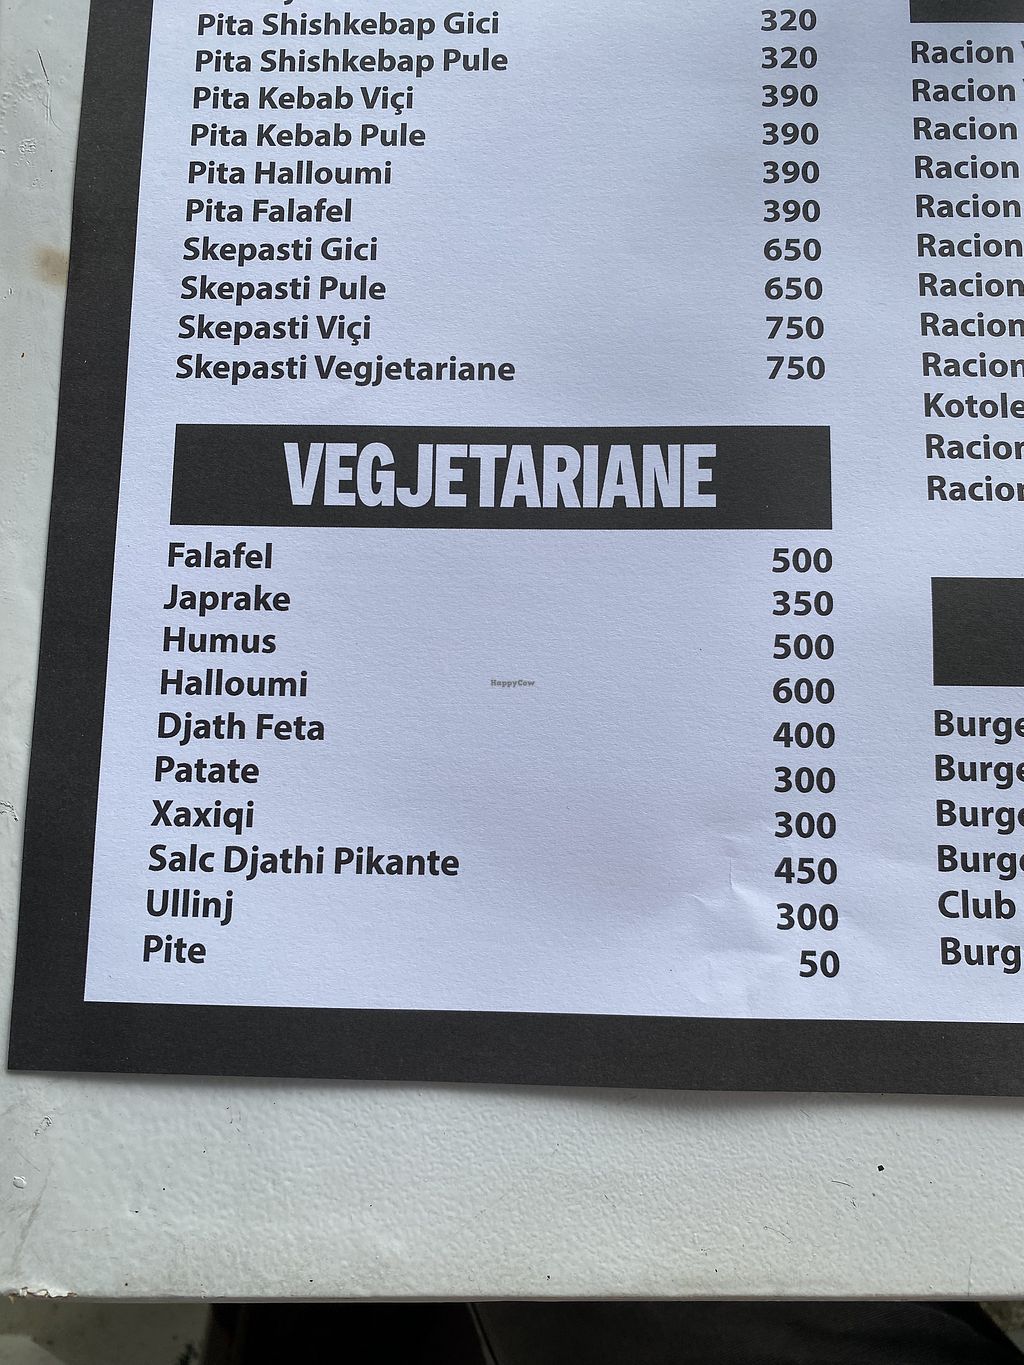 Pita Shishkebap Gici 320
Pita Shishkebap Pule 320
Pita Kebab Viçi 390
Pita Kebab Pule 390
Pita Halloumi 390
Pita Falafel 390
Skepasti Gici 650
Skepasti Pule 650
Skepasti Viçi 750
Skepasti Vegjetariane 750
VEGJETARIANE
Falafel 500
Japrake 350
Humus 500
Halloumi 600
Djath Feta 400
Patate 300
Xaxiqi 300
Salc Djathi Pikante 450
Ullinj 300
Pite 50
Racion
Racion
Racion
Racion
Racion
Racion
Racion
Racion
Racion
Club
HappyCow